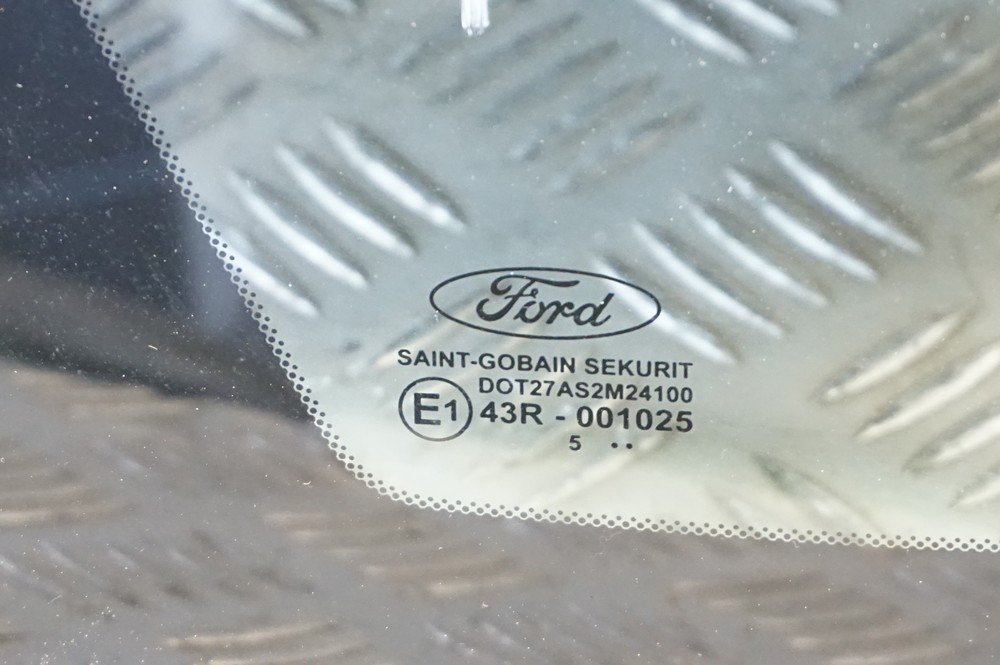 Ford
SAINT-GOBAIN SEKURIT
DOT27AS2M24100
E1 43R - 001025
5 ..